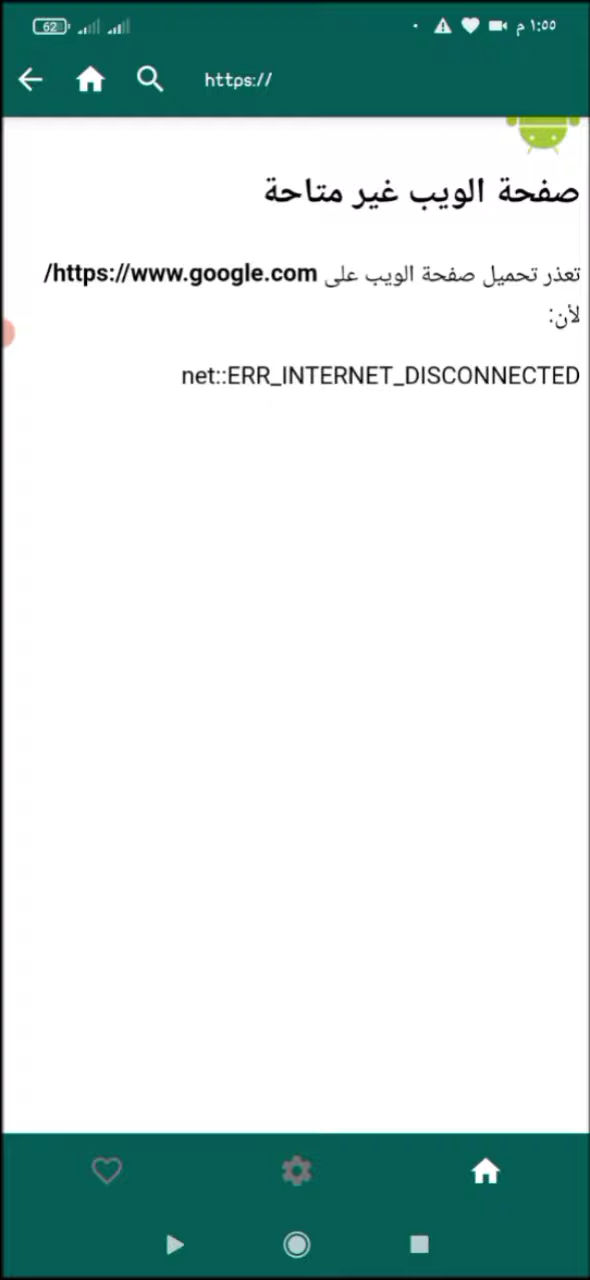 62 ١:٥٥ م
https://
صفحة الويب غير متاحة
تعذر تحميل صفحة الويب على https://www.google.com/
لأن:
net::ERR_INTERNET_DISCONNECTED